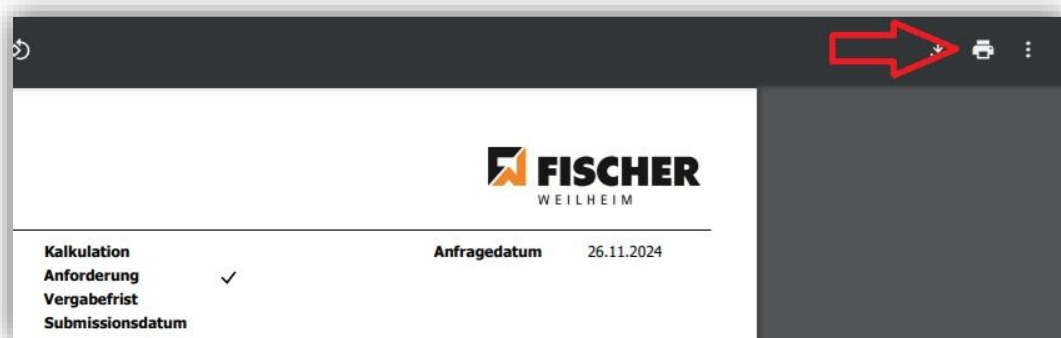 FISCHER
WEILHEIM
Kalkulation Anfragedatum 26.11.2024
Anforderung ✓
Vergabefrist
Submissionsdatum